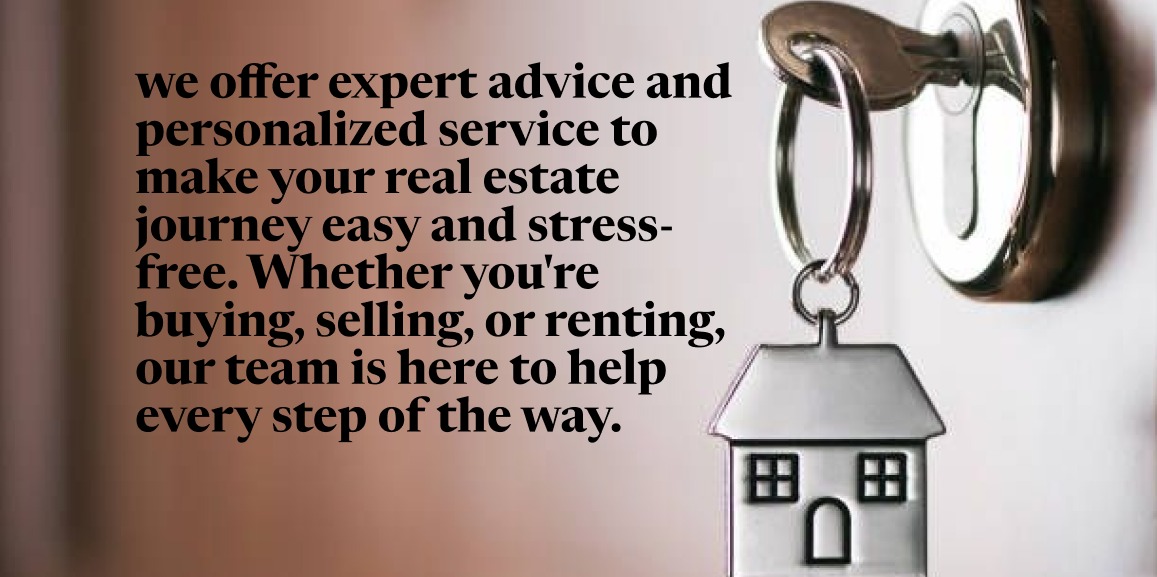 we offer expert advice and
personalized service to
make your real estate
journey easy and stress-
free. Whether you're
buying, selling, or renting,
our team is here to help
every step of the way.